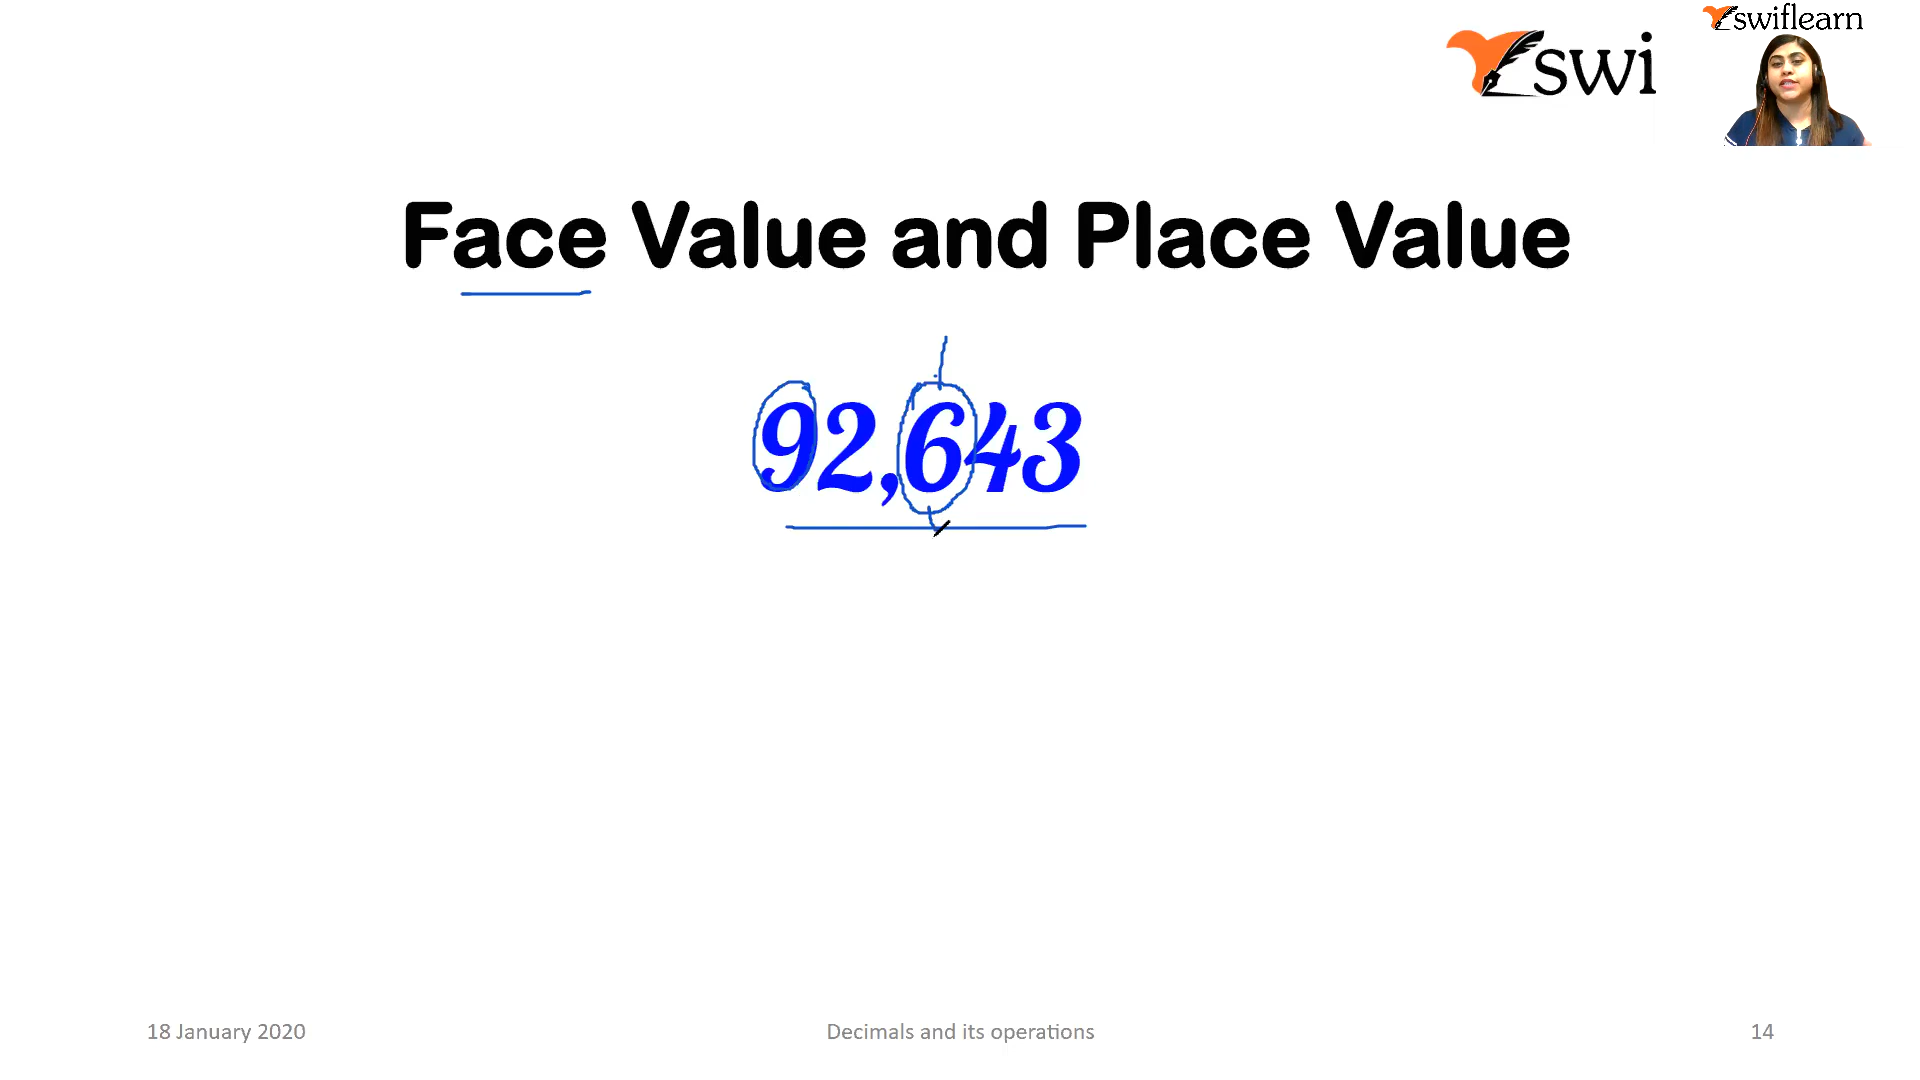 swiflearn
swi
Face Value and Place Value
92,643
18 January 2020
Decimals and its operations
14